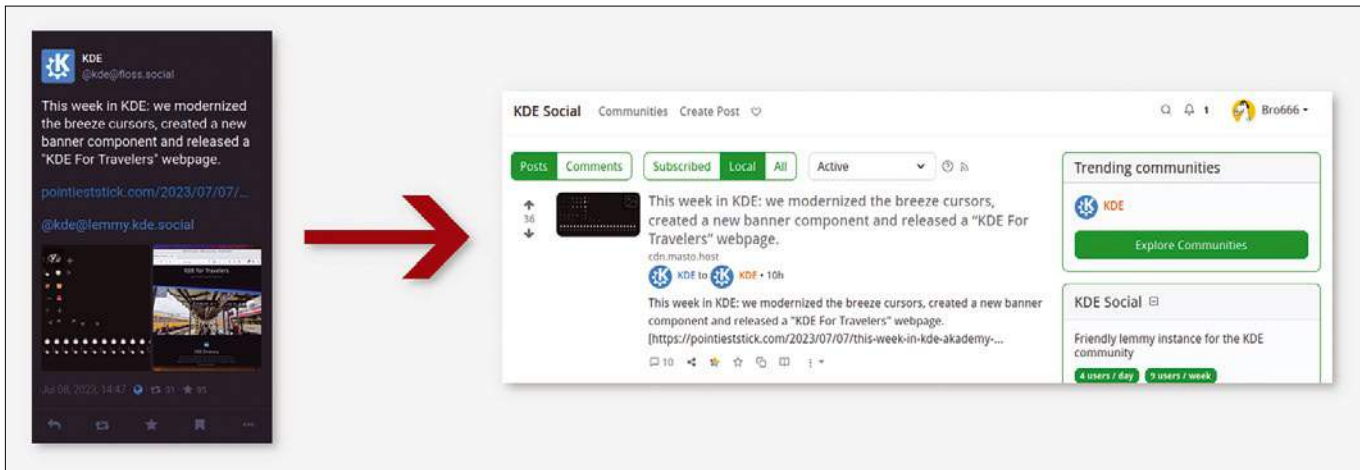 KDE
@kde@floss.social
This week in KDE: we modernized
the breeze cursors, created a new
banner component and released a
"KDE For Travelers" webpage.
pointieststick.com/2023/07/07/...
@kde@lemmy.kde.social
KDE for Travelers
Jul 08, 2023, 14:47
KDE Social Communities Create Post
1 Bro666
Posts Comments Subscribed Local All Active
36
This week in KDE: we modernized the breeze cursors,
created a new banner component and released a “KDE For
Travelers” webpage.
cdn.masto.host
KDE to KDE • 10h
This week in KDE: we modernized the breeze cursors, created a new banner
component and released a "KDE For Travelers" webpage.
[https://pointieststick.com/2023/07/07/this-week-in-kde-akademy-...
10
Trending communities
KDE
Explore Communities
KDE Social
Friendly lemmy instance for the KDE
community
4 users / day 9 users / week